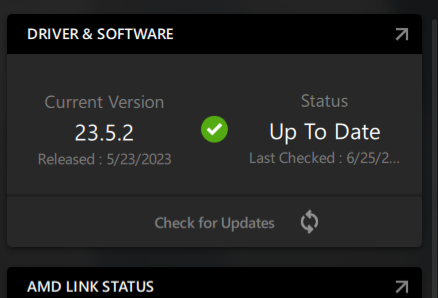 DRIVER & SOFTWARE
Current Version
23.5.2
Released : 5/23/2023
Status
Up To Date
Last Checked : 6/25/2...
Check for Updates
AMD LINK STATUS